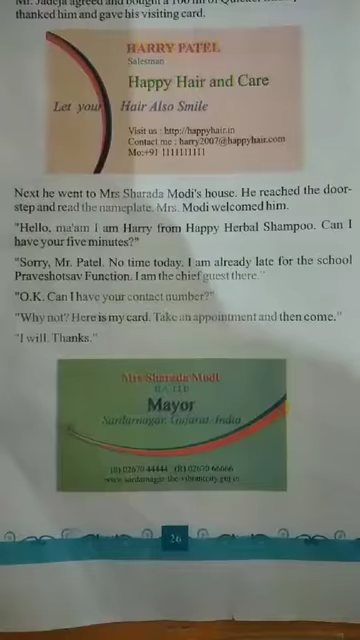 Mr. Jadeja agreed and bought a 100 ml of
thanked him and gave his visiting card.
HARRY PATEL
Salesman
Happy Hair and Care
Let your Hair Also Smile
Visit us : http://happyhair.in
Contact me : harry2007@happyhair.com
Mo:+91 1111111111
Next he went to Mrs Sharada Modi's house. He reached the door-
step and read the nameplate. Mrs. Modi welcomed him.
"Hello, ma'am I am Harry from Happy Herbal Shampoo. Can I
have your five minutes?"
"Sorry, Mr. Patel. No time today. I am already late for the school
Praveshotsav Function. I am the chief guest there."
"O.K. Can I have your contact number?"
"Why not? Here is my card. Take an appointment and then come."
"I will. Thanks."
Mrs Sharada Modi
Mayor
Sardarnagar, Gujarat-India
(O) 02670 44444 (R) 02670 66666
26